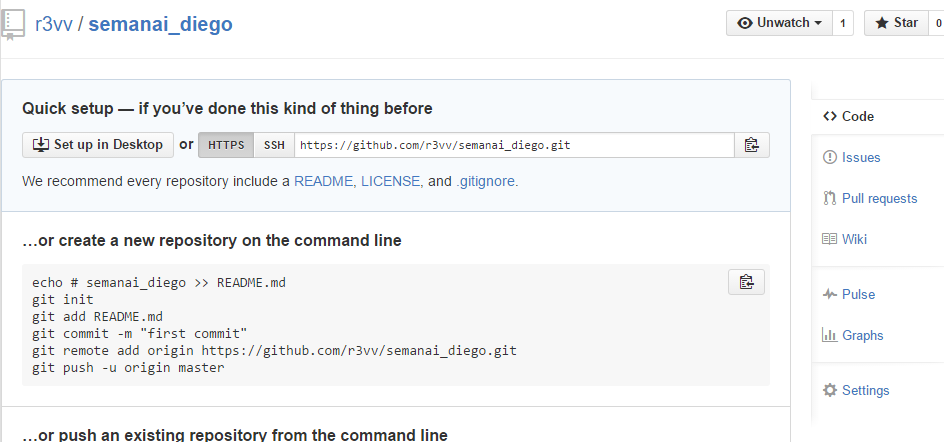 r3vv / semanai_diego
Unwatch 1 Star 0
Quick setup — if you've done this kind of thing before
Set up in Desktop or HTTPS SSH https://github.com/r3vv/semanai_diego.git
We recommend every repository include a README, LICENSE, and .gitignore.
…or create a new repository on the command line
echo # semanai_diego >> README.md
git init
git add README.md
git commit -m "first commit"
git remote add origin https://github.com/r3vv/semanai_diego.git
git push -u origin master
…or push an existing repository from the command line
Code
Issues
Pull requests
Wiki
Pulse
Graphs
Settings